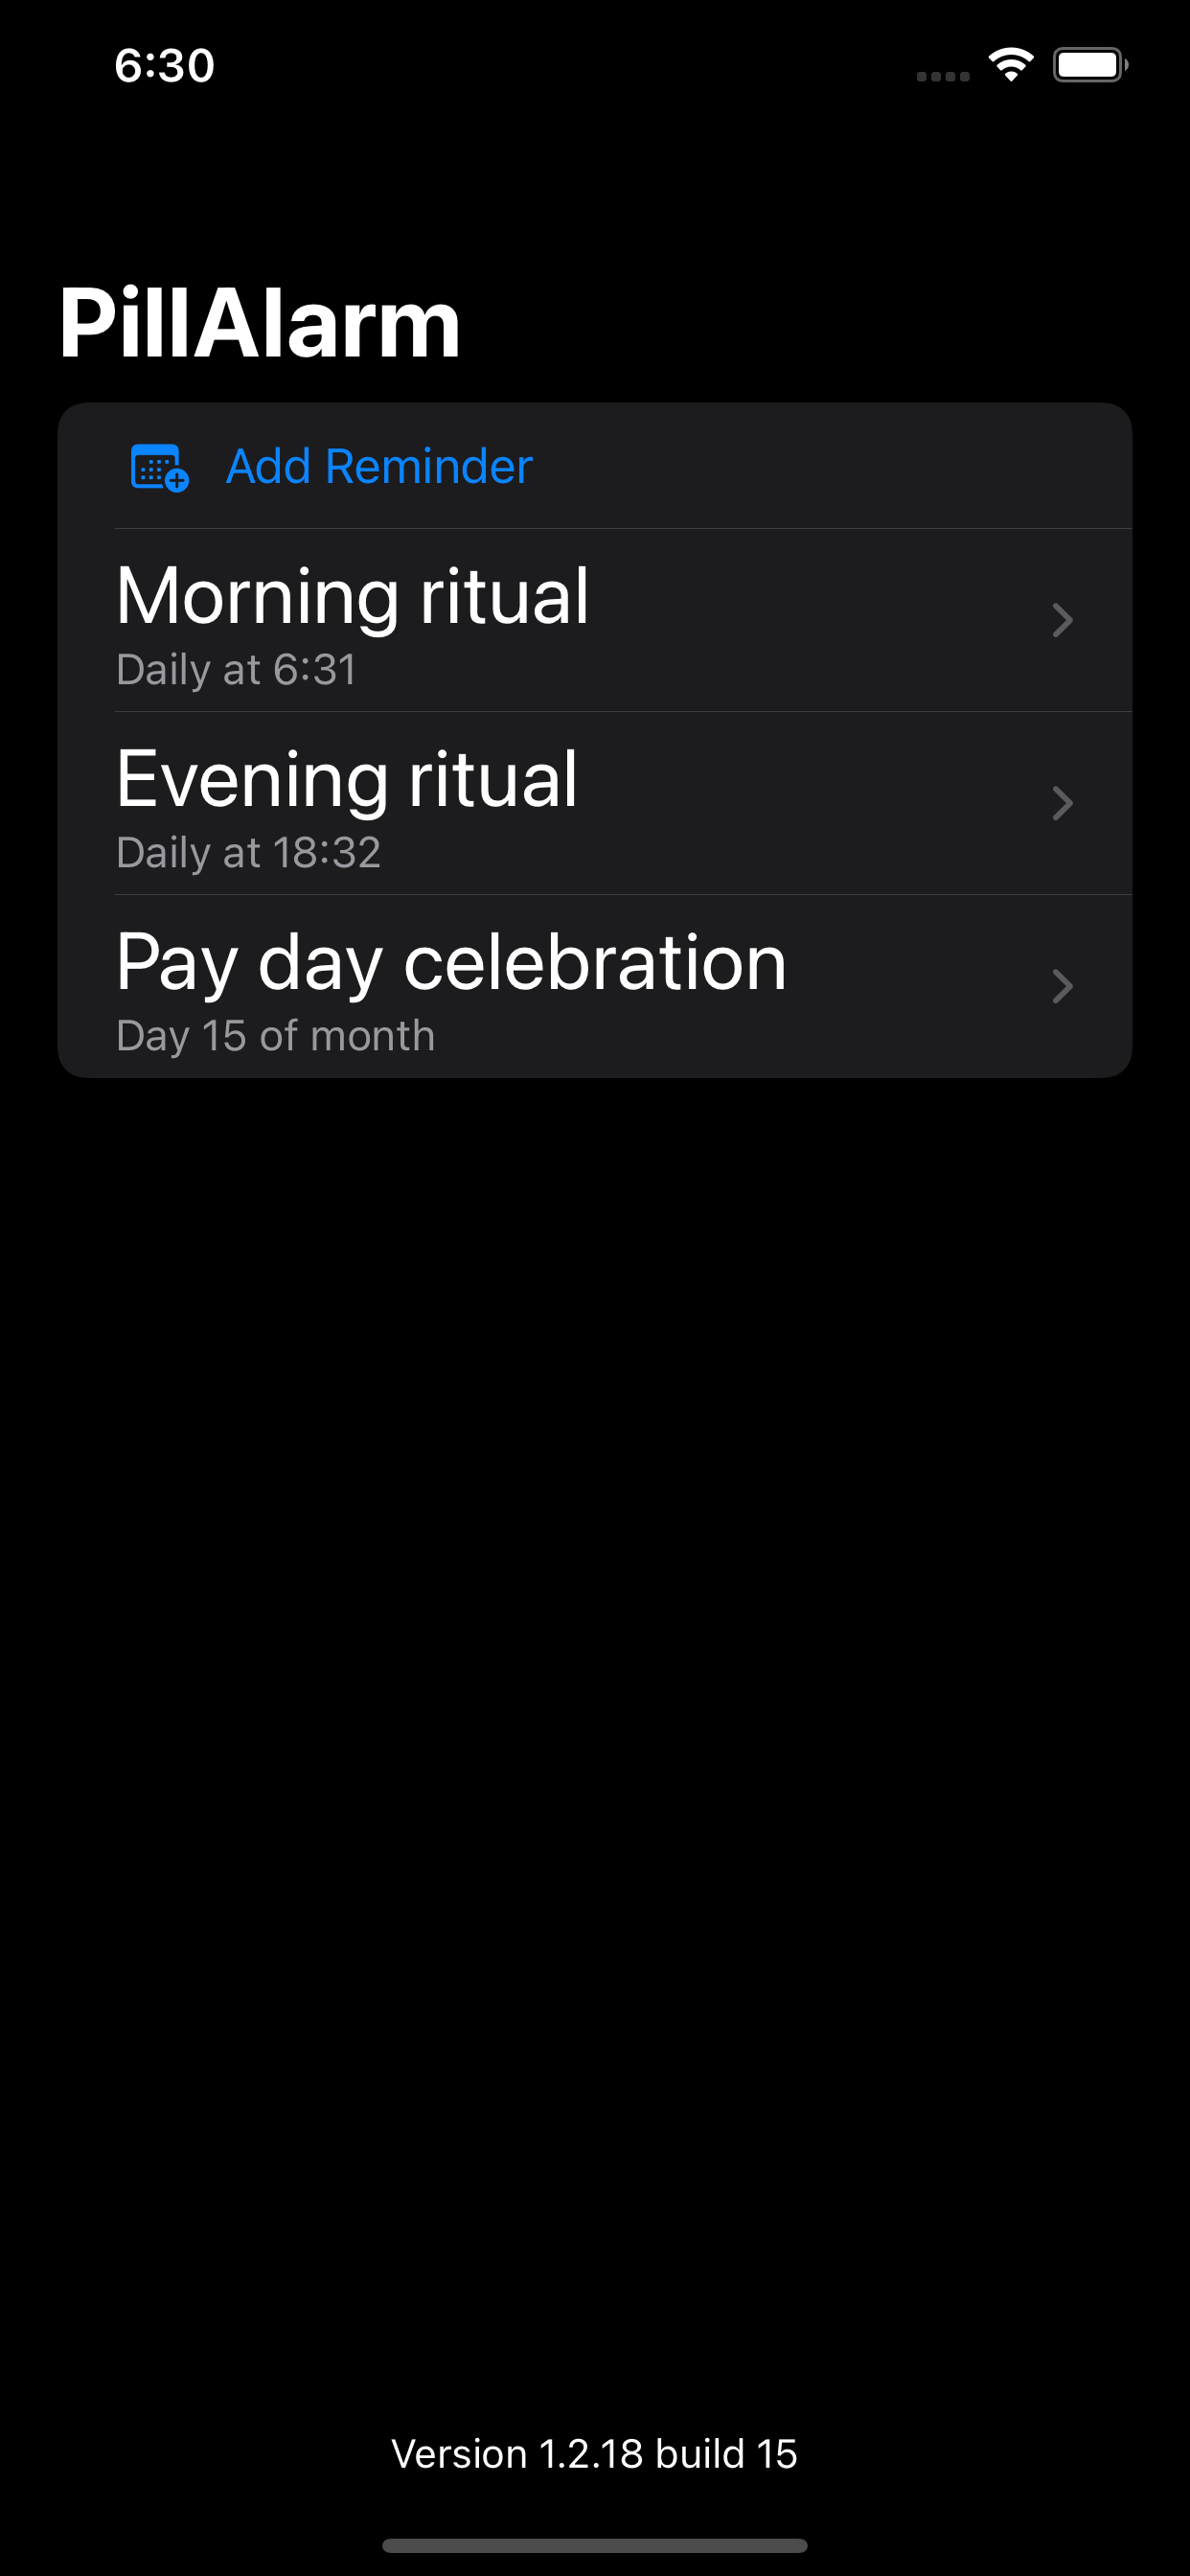 6:30
PillAlarm
Add Reminder
Morning ritual
Daily at 6:31
Evening ritual
Daily at 18:32
Pay day celebration
Day 15 of month
Version 1.2.18 build 15